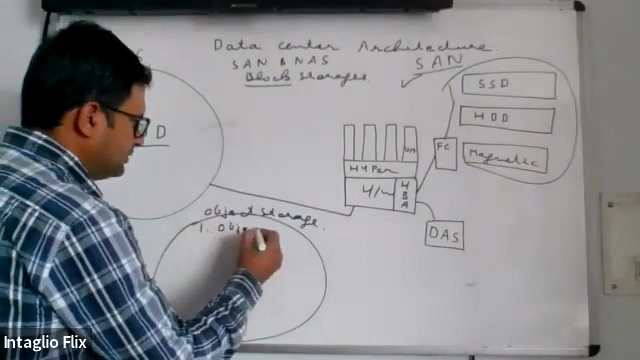 Data center Architecture.
SAN & NAS
Block Storages.
SAN
SSD
HDD
Magnetic
FC
VM
HYPer
H/w
HBA
DAS
D
Object Storage.
1. Obj
Intaglio Flix